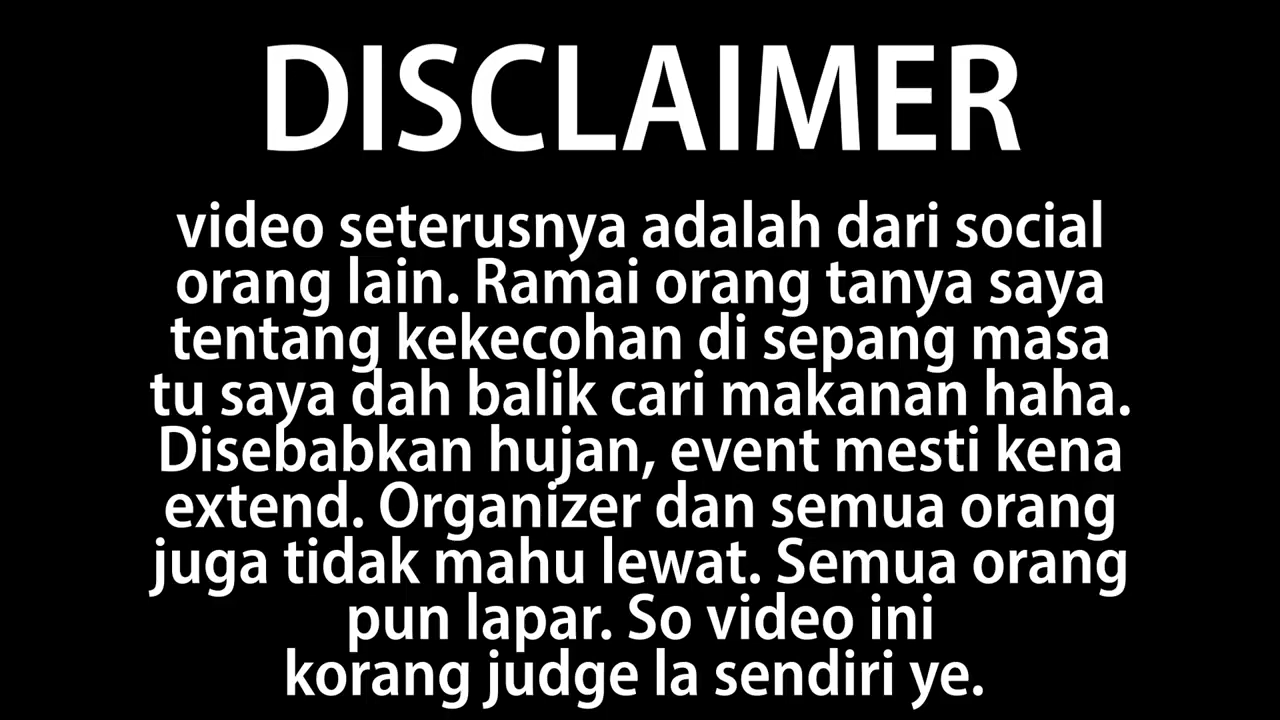 DISCLAIMER
video seterusnya adalah dari social
orang lain. Ramai orang tanya saya
tentang kekecohan di sepang masa
tu saya dah balik cari makanan haha.
Disebabkan hujan, event mesti kena
extend. Organizer dan semua orang
juga tidak mahu lewat. Semua orang
pun lapar. So video ini
korang judge la sendiri ye.